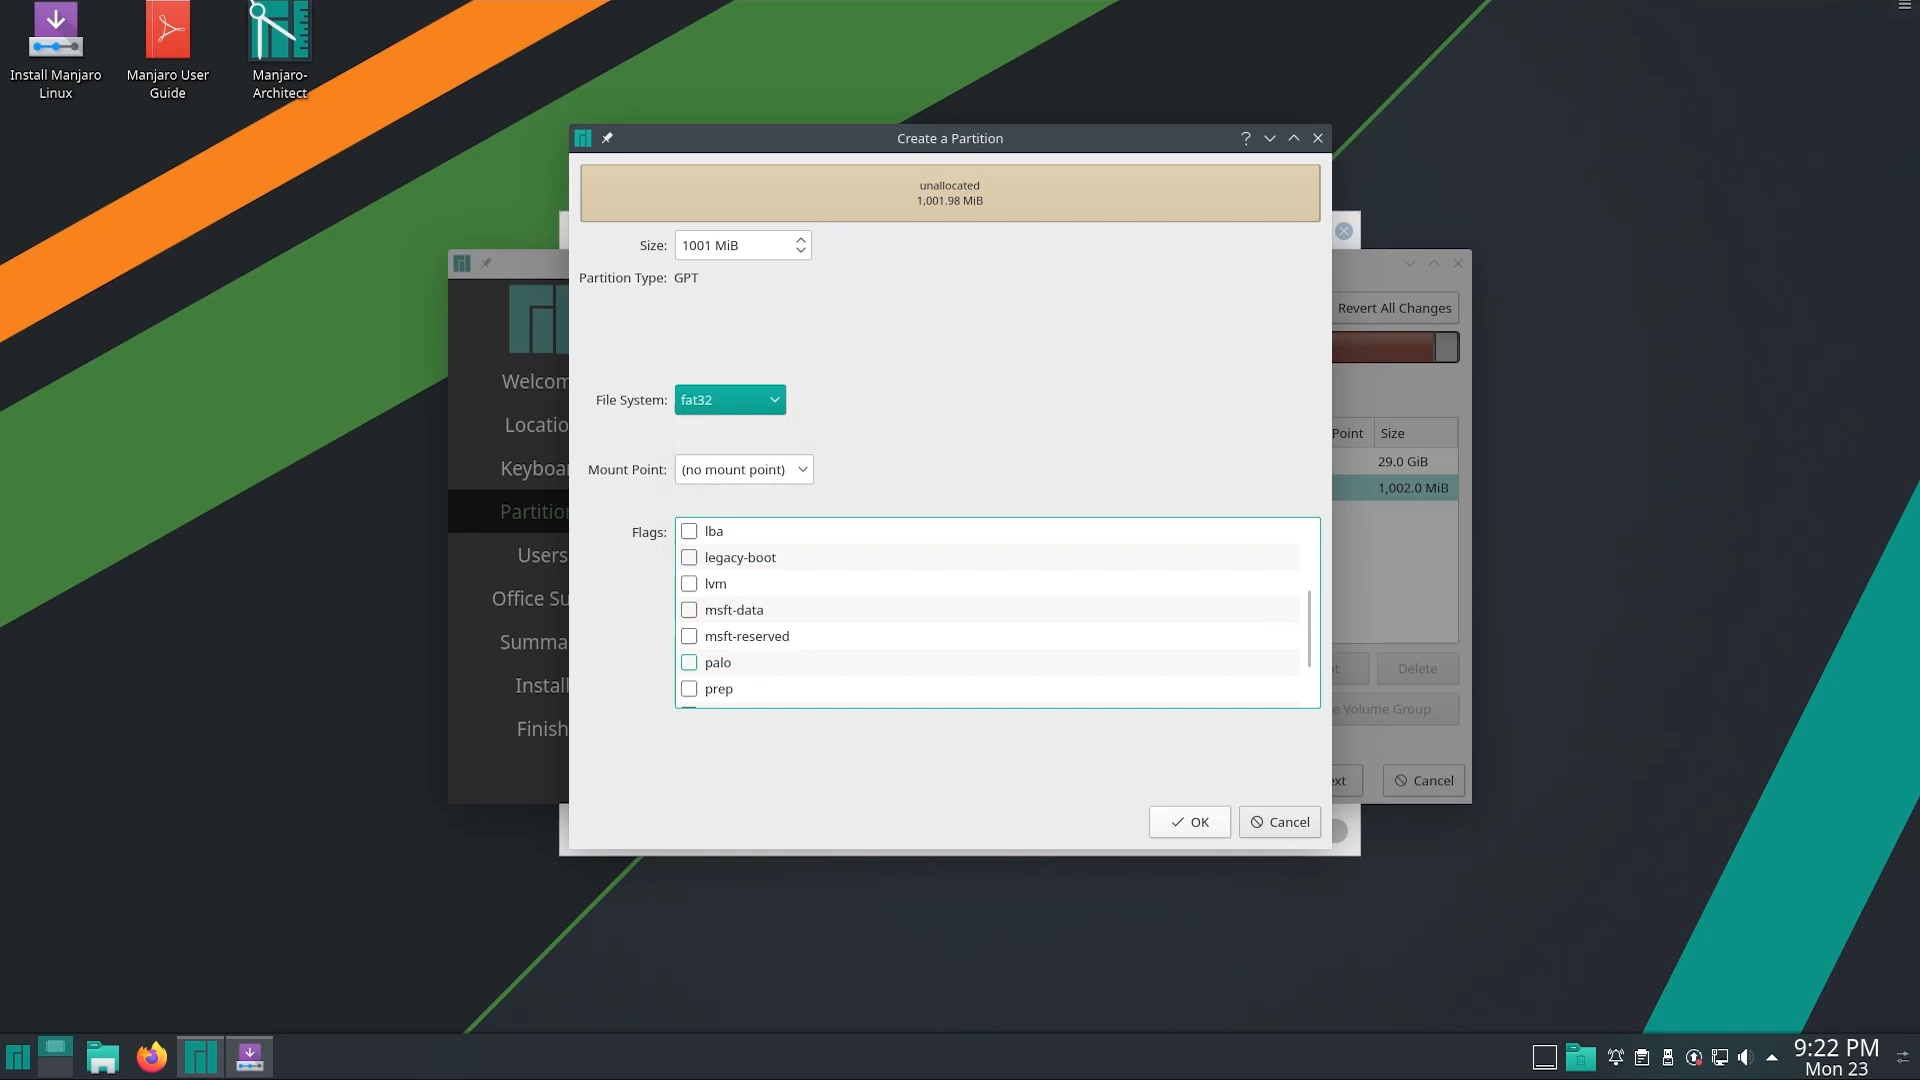 Install Manjaro
Linux
Manjaro User
Guide
Manjaro-
Architect
Create a Partition
unallocated
1,001.98 MiB
Size: 1001 MiB
Partition Type: GPT
File System: fat32
Mount Point: (no mount point)
Flags:
lba
legacy-boot
lvm
msft-data
msft-reserved
palo
prep
OK
Cancel
Welcom
Locatio
Keyboa
Partitio
Users
Office Su
Summa
Install
Finish
Revert All Changes
Point Size
29.0 GiB
1,002.0 MiB
Delete
Volume Group
Cancel
9:22 PM
Mon 23